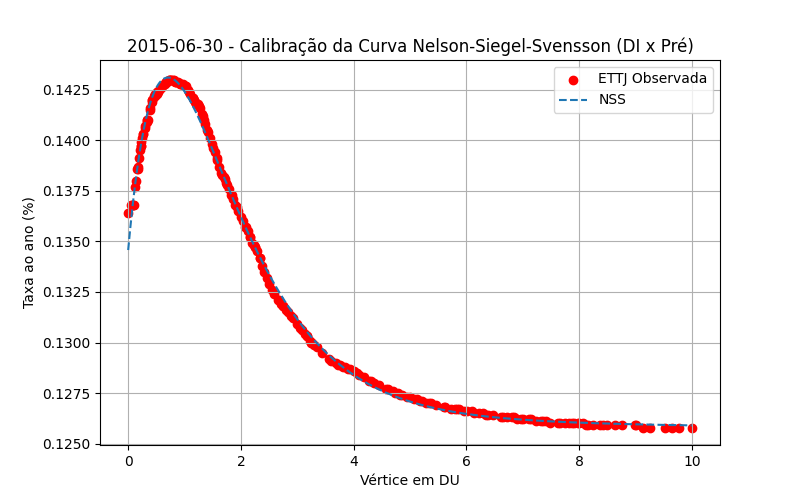 2015-06-30 - Calibração da Curva Nelson-Siegel-Svensson (DI x Pré)
ETTJ Observada
NSS
Taxa ao ano (%)
0.1425
0.1400
0.1375
0.1350
0.1325
0.1300
0.1275
0.1250
0 2 4 6 8 10
Vértice em DU